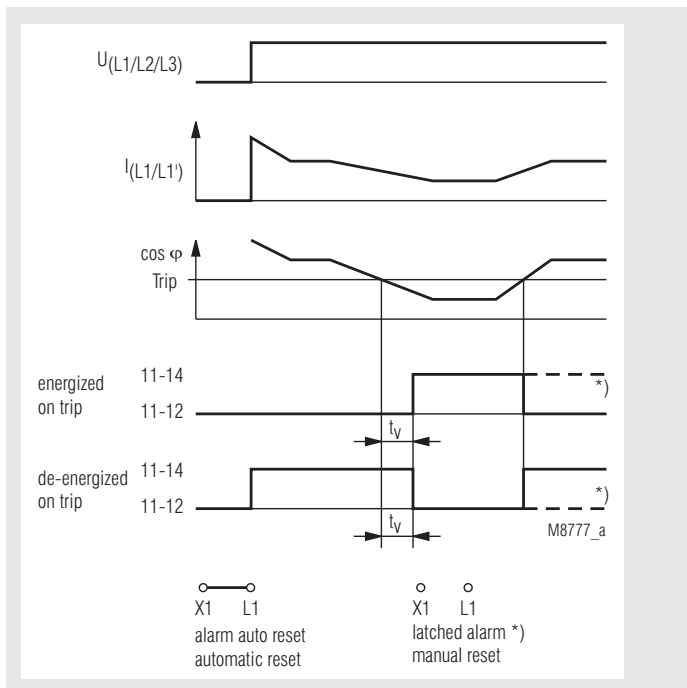 U(L1/L2/L3)
I(L1/L1')
cos φ
Trip
energized
on trip
11-14
11-12
*)
tv
de-energized
on trip
11-14
11-12
*)
tv
M8777_a
X1 L1
alarm auto reset
automatic reset
X1 L1
latched alarm *)
manual reset